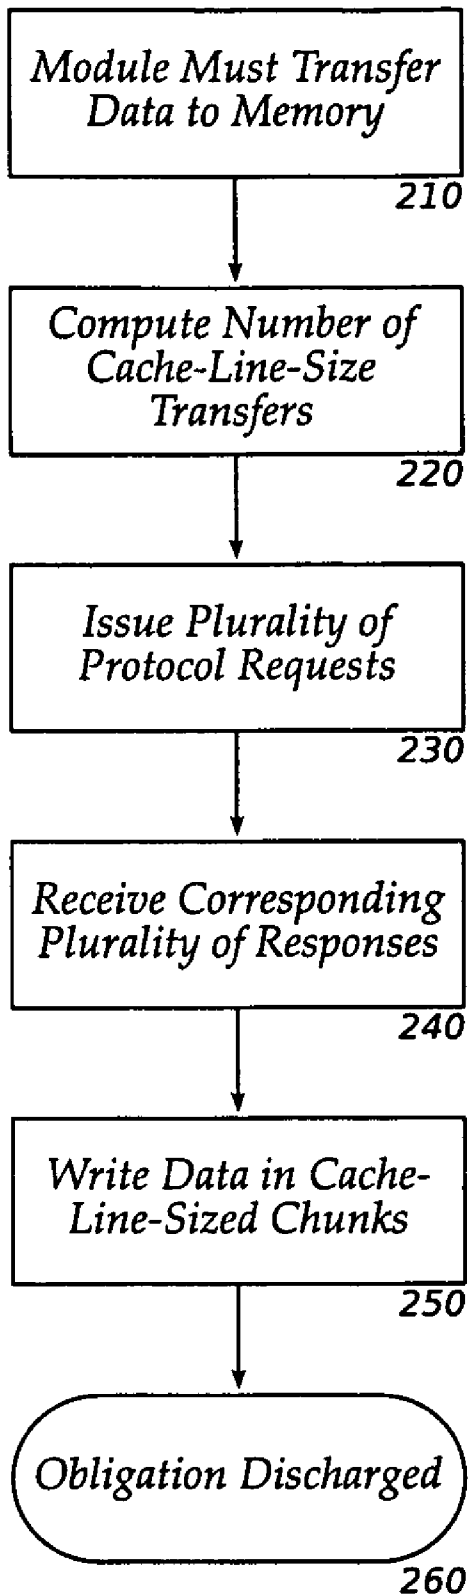 Module Must Transfer
Data to Memory
210
Compute Number of
Cache-Line-Size
Transfers
220
Issue Plurality of
Protocol Requests
230
Receive Corresponding
Plurality of Responses
240
Write Data in Cache-
Line-Sized Chunks
250
Obligation Discharged
260